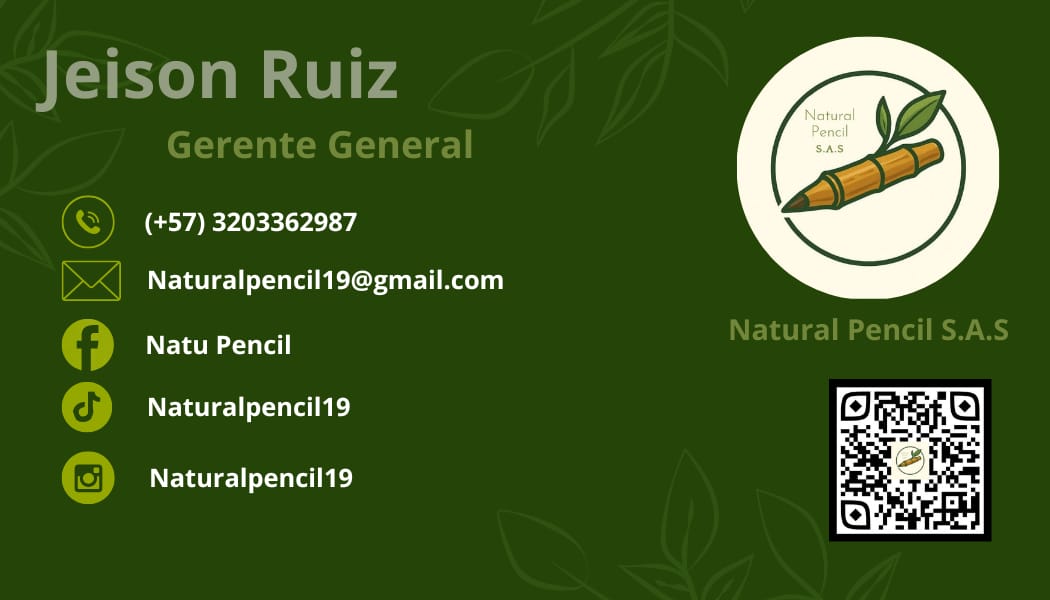 Jeison Ruiz
Gerente General
(+57) 3203362987
Naturalpencil19@gmail.com
Natu Pencil
Naturalpencil19
Naturalpencil19
Natural
Pencil
S.A.S
Natural Pencil S.A.S